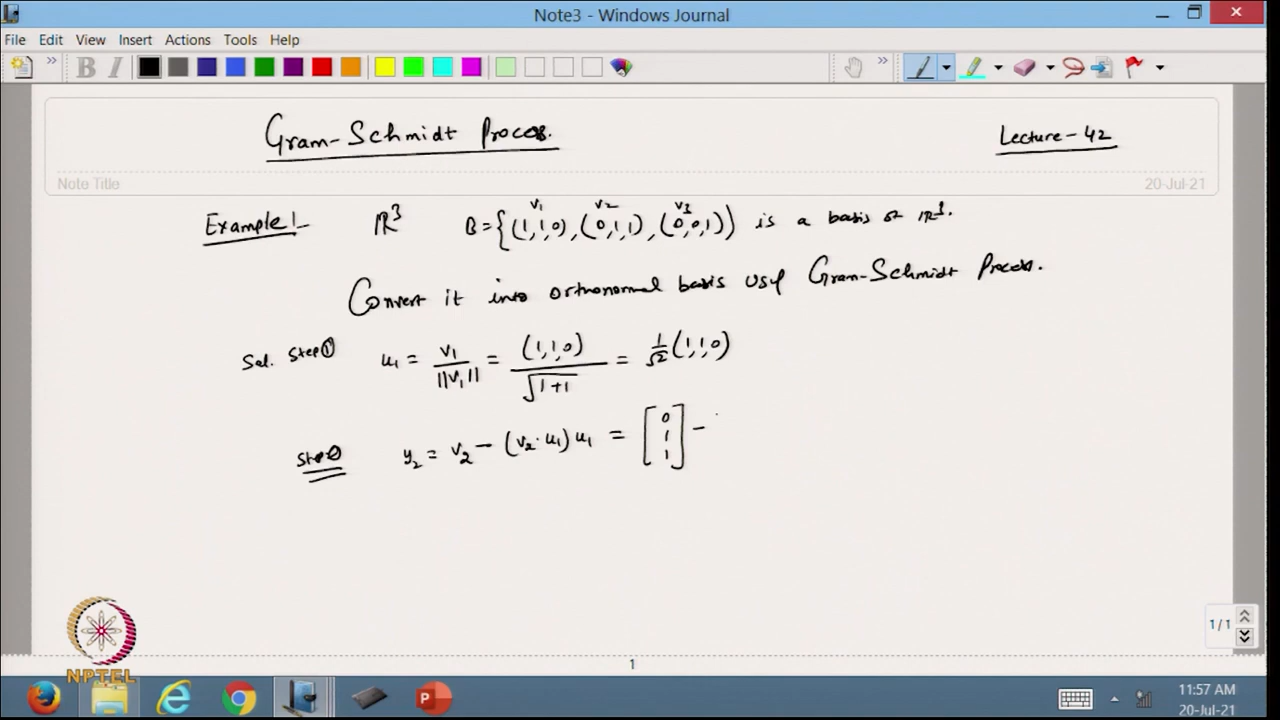 Note3 - Windows Journal
File Edit View Insert Actions Tools Help
Gram-Schmidt Process.
Lecture-42
Note Title
20-Jul-21
v1 v2 v3
Example 1 ℝ³ B = {(1,1,0), (0,1,1), (0,0,1)} is a basis of ℝ³.
Convert it into orthonormal basis using Gram-Schmidt Process.
Sol. Step ① u₁ = v₁/||v₁|| = (1,1,0)/√(1+1) = 1/√2 (1,1,0)
Step② y₂ = v₂ − (v₂·u₁)u₁ = [0 1 1] −
1 / 1
NPTEL
1
11:57 AM
20-Jul-21